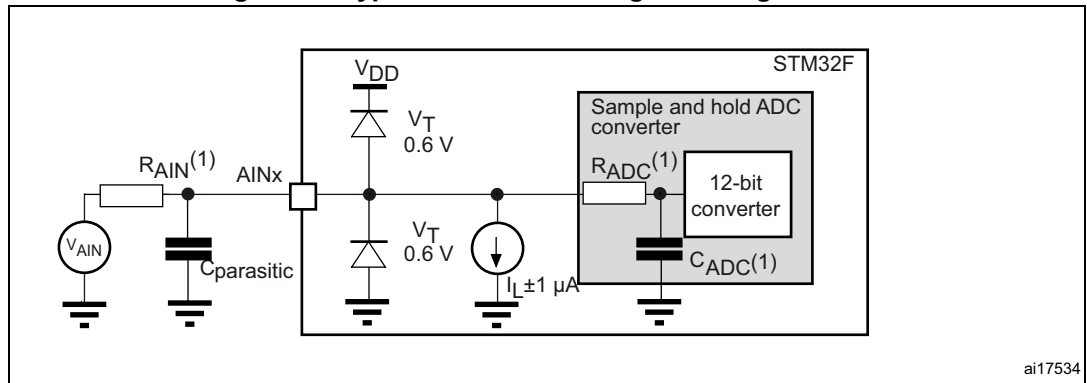 STM32F
VDD
Sample and hold ADC
converter
VT
0.6 V
RAIN(1)
AINx
RADC(1)
12-bit
converter
VAIN
Cparasitic
VT
0.6 V
IL±1 µA
CADC(1)
ai17534